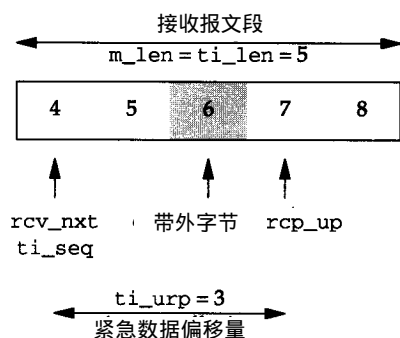 接收报文段
m_len=ti_len=5
4 5 6 7 8
rcv_nxt 带外字节 rcp_up
ti_seq
ti_urp=3
紧急数据偏移量